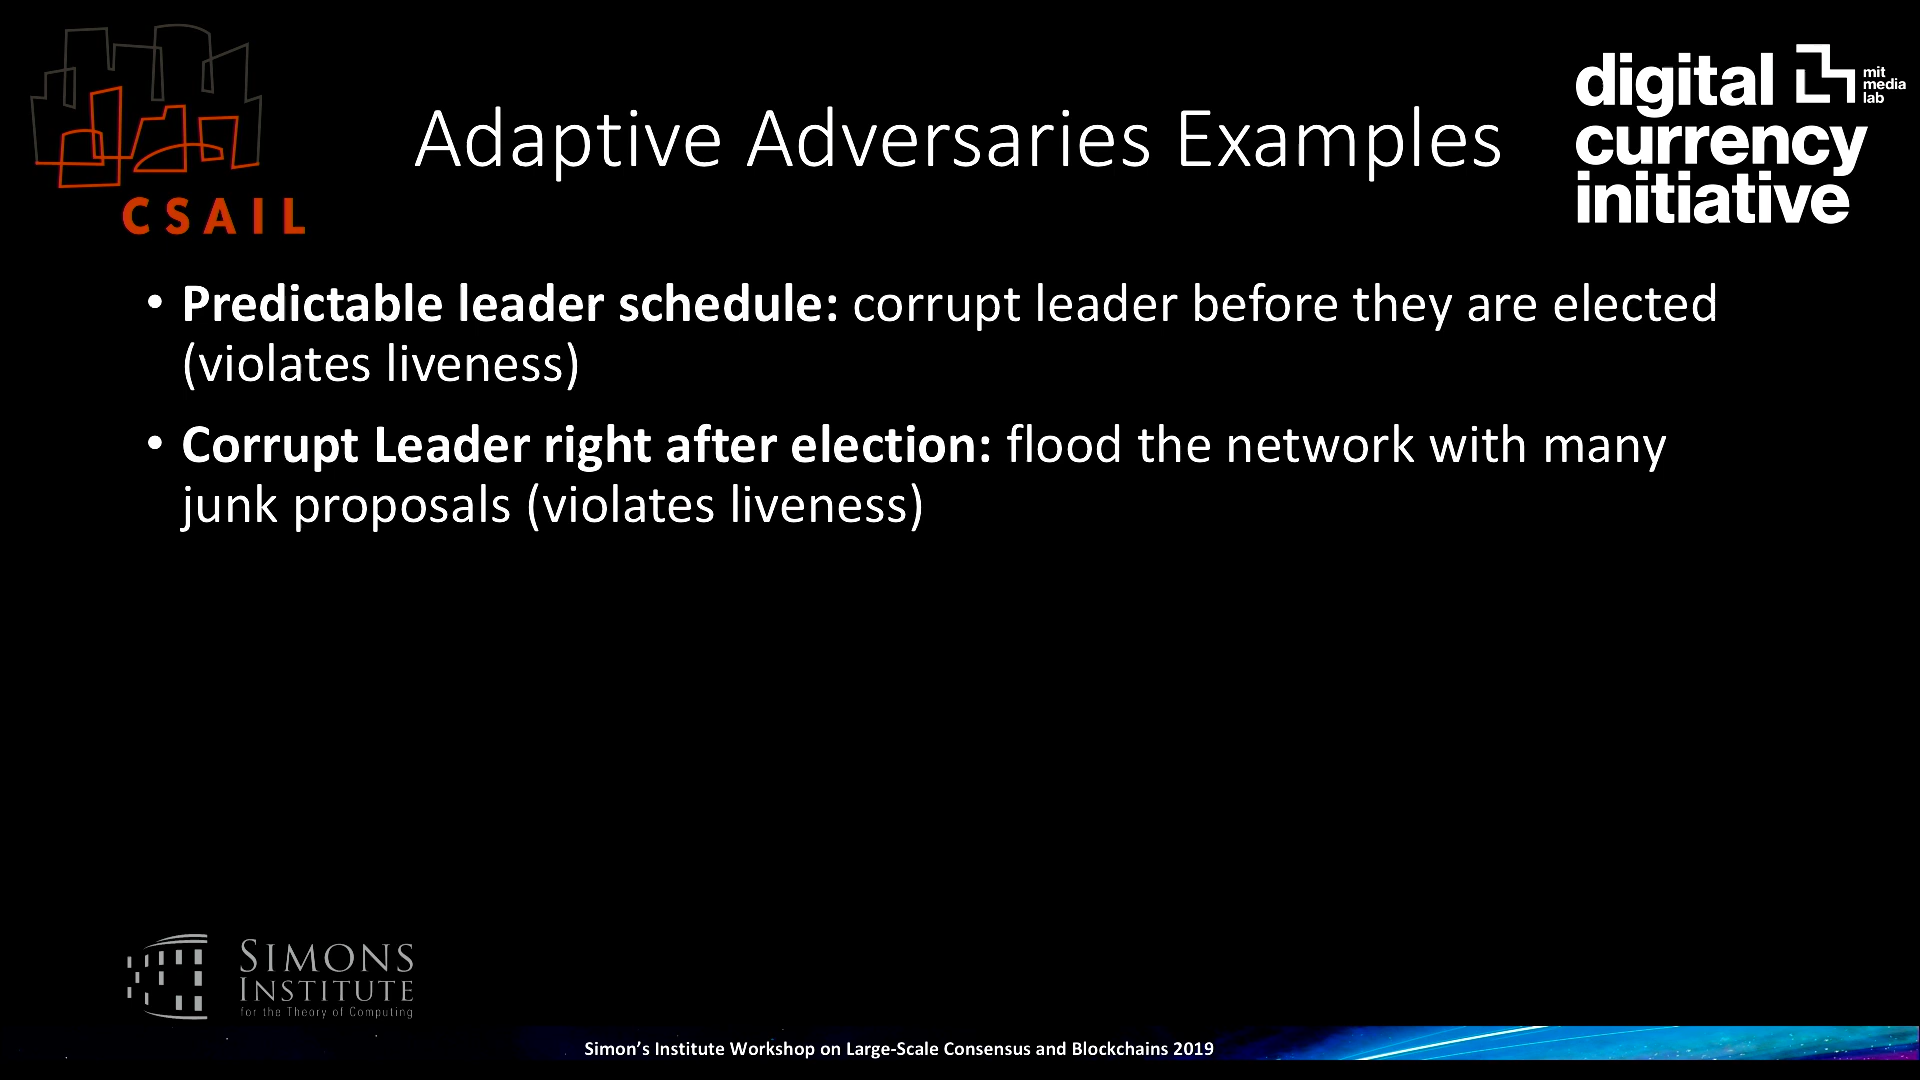 CSAIL
Adaptive Adversaries Examples
digital
currency
initiative
mit
media
lab
• Predictable leader schedule: corrupt leader before they are elected
(violates liveness)
• Corrupt Leader right after election: flood the network with many
junk proposals (violates liveness)
SIMONS
INSTITUTE
for the Theory of Computing
Simon’s Institute Workshop on Large-Scale Consensus and Blockchains 2019